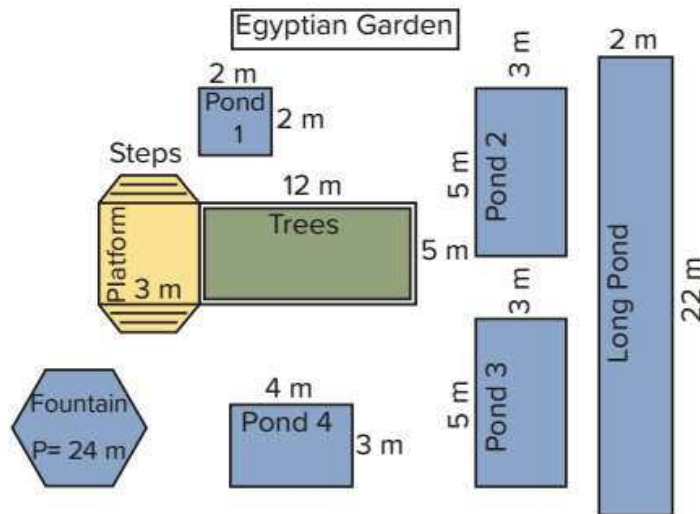 Egyptian Garden
2 m
Pond
1
2 m
3 m
5 m
Pond 2
2 m
Long Pond
22 m
Steps
Platform
3 m
12 m
Trees
5 m
3 m
5 m
Pond 3
Fountain
P= 24 m
4 m
Pond 4
3 m